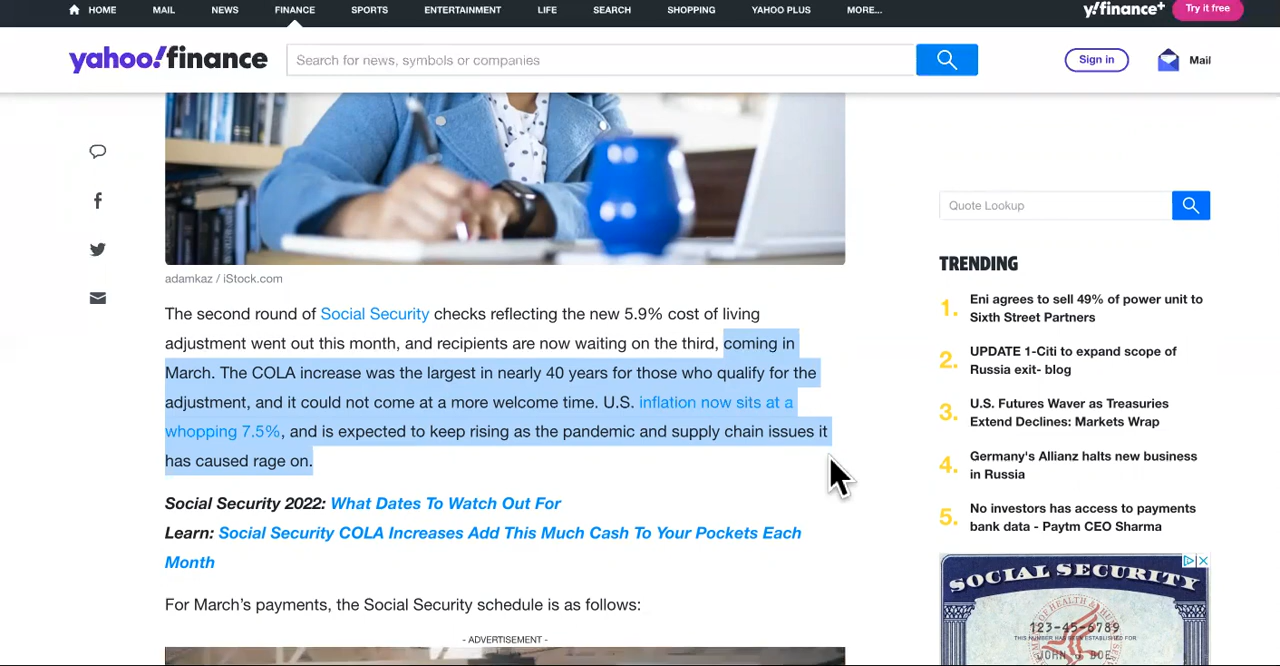 HOME MAIL NEWS FINANCE SPORTS ENTERTAINMENT LIFE SEARCH SHOPPING YAHOO PLUS MORE... y!finance+ Try it free
yahoo!finance Search for news, symbols or companies Sign in Mail
adamkaz / iStock.com
The second round of Social Security checks reflecting the new 5.9% cost of living
adjustment went out this month, and recipients are now waiting on the third, coming in
March. The COLA increase was the largest in nearly 40 years for those who qualify for the
adjustment, and it could not come at a more welcome time. U.S. inflation now sits at a
whopping 7.5%, and is expected to keep rising as the pandemic and supply chain issues it
has caused rage on.
Social Security 2022: What Dates To Watch Out For
Learn: Social Security COLA Increases Add This Much Cash To Your Pockets Each
Month
For March’s payments, the Social Security schedule is as follows:
- ADVERTISEMENT -
Quote Lookup
TRENDING
1. Eni agrees to sell 49% of power unit to
Sixth Street Partners
2. UPDATE 1-Citi to expand scope of
Russia exit- blog
3. U.S. Futures Waver as Treasuries
Extend Declines: Markets Wrap
4. Germany's Allianz halts new business
in Russia
5. No investors has access to payments
bank data - Paytm CEO Sharma
SOCIAL SECURITY
HEALTH
123-45-6789
THIS NUMBER HAS BEEN ESTABLISHED FOR
JOHN Q DOE